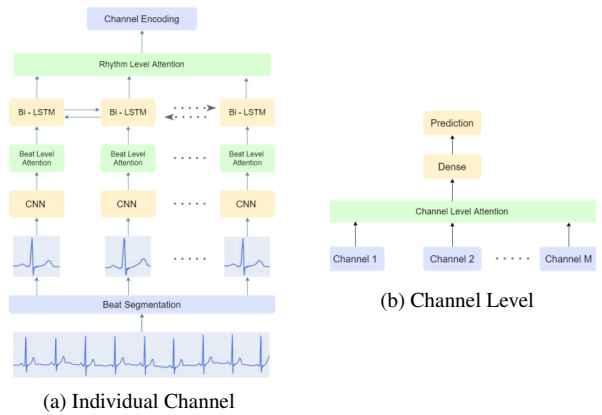 Channel Encoding
Rhythm Level Attention
Bi - LSTM
Bi - LSTM
Bi - LSTM
Beat Level
Attention
Beat Level
Attention
Beat Level
Attention
CNN
CNN
CNN
Beat Segmentation
(a) Individual Channel
Prediction
Dense
Channel Level Attention
Channel 1
Channel 2
Channel M
(b) Channel Level